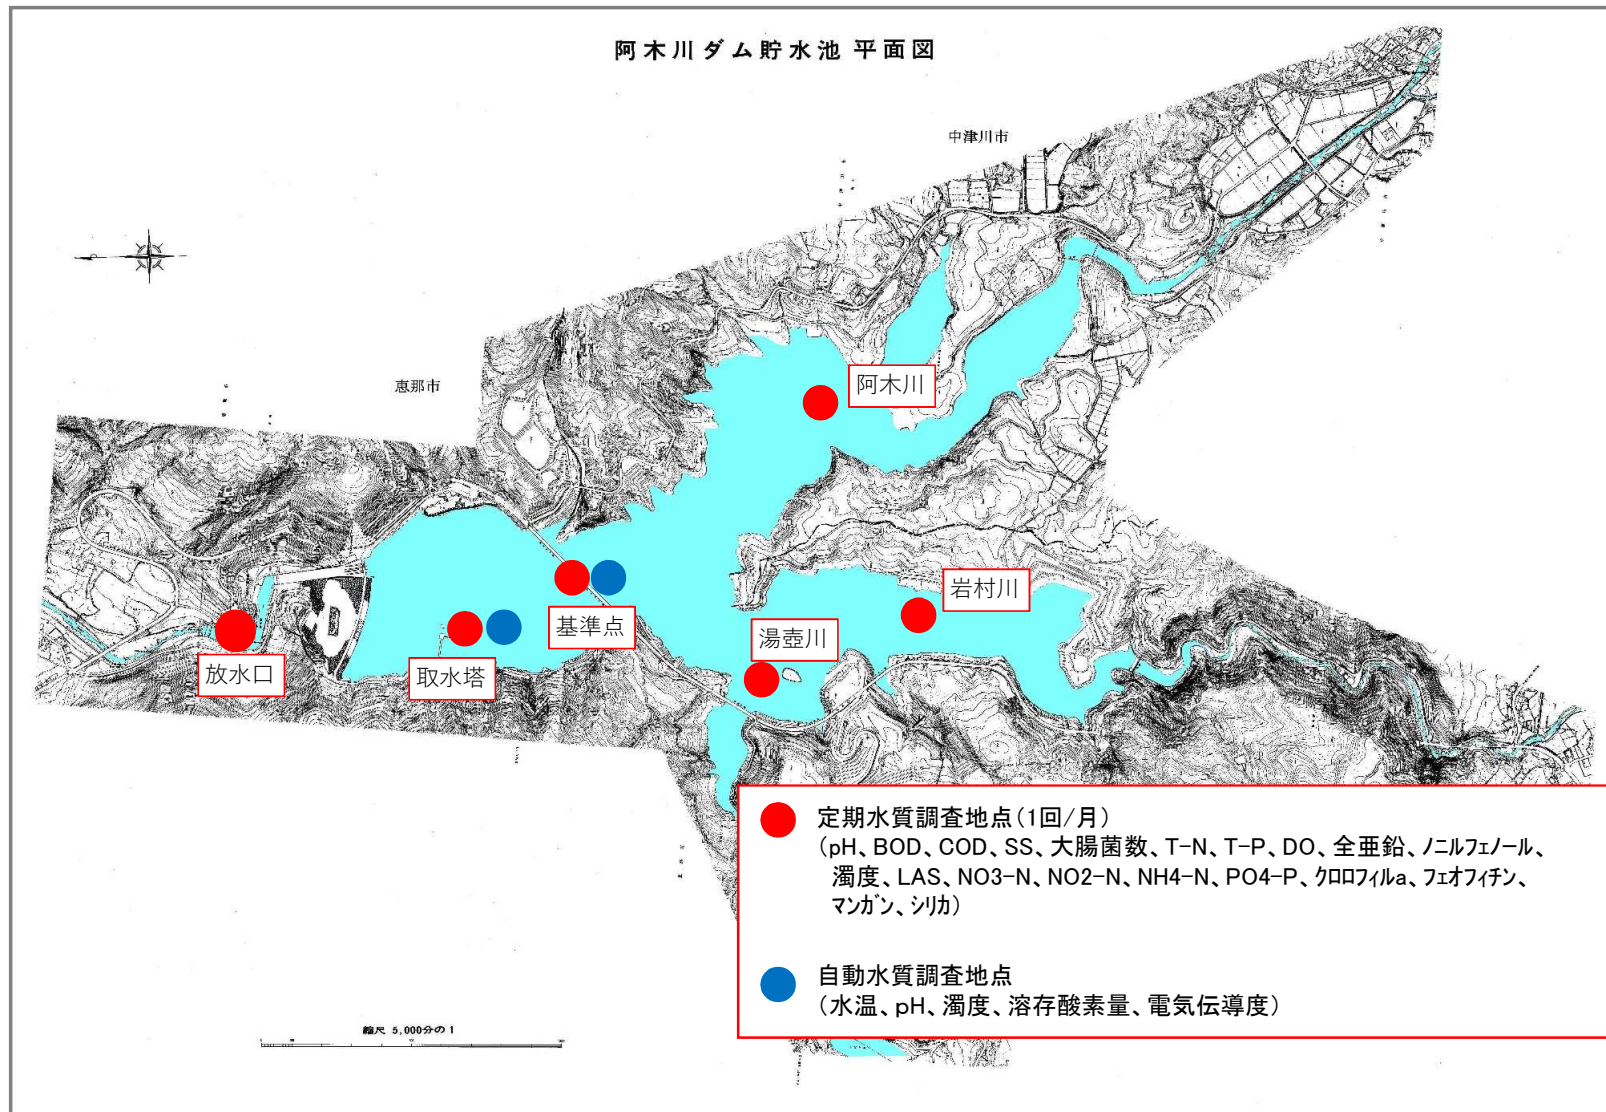 阿木川ダム貯水池 平面図
中津川市
恵那市
阿木川
岩村川
基準点
湯壺川
放水口
取水塔
定期水質調査地点(1回/月)
(pH、BOD、COD、SS、大腸菌数、T-N、T-P、DO、全亜鉛、ノニルフェノール、
濁度、LAS、NO3-N、NO2-N、NH4-N、PO4-P、クロロフィルa、フェオフィチン、
マンガン、シリカ)
自動水質調査地点
(水温、pH、濁度、溶存酸素量、電気伝導度)
縮尺 5,000分の1